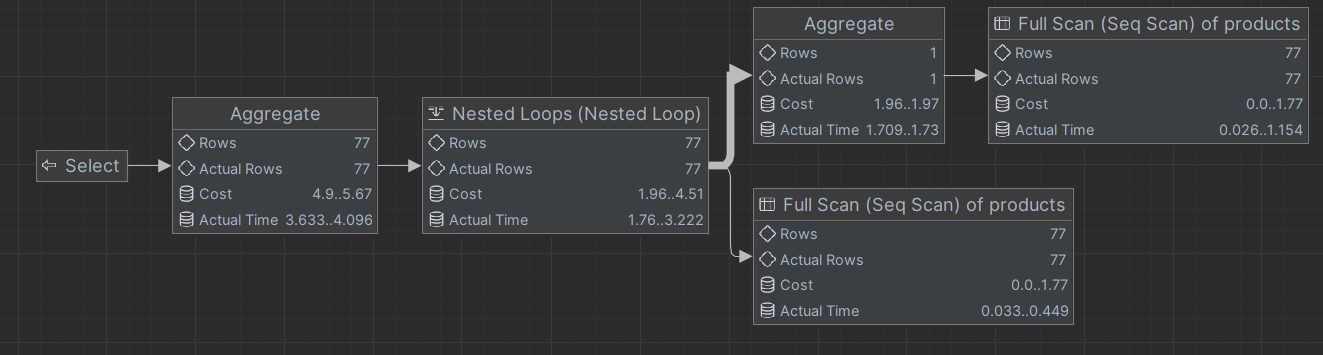 Select
Aggregate
Rows 77
Actual Rows 77
Cost 4.9..5.67
Actual Time 3.633..4.096
Nested Loops (Nested Loop)
Rows 77
Actual Rows 77
Cost 1.96..4.51
Actual Time 1.76..3.222
Aggregate
Rows 1
Actual Rows 1
Cost 1.96..1.97
Actual Time 1.709..1.73
Full Scan (Seq Scan) of products
Rows 77
Actual Rows 77
Cost 0.0..1.77
Actual Time 0.026..1.154
Full Scan (Seq Scan) of products
Rows 77
Actual Rows 77
Cost 0.0..1.77
Actual Time 0.033..0.449